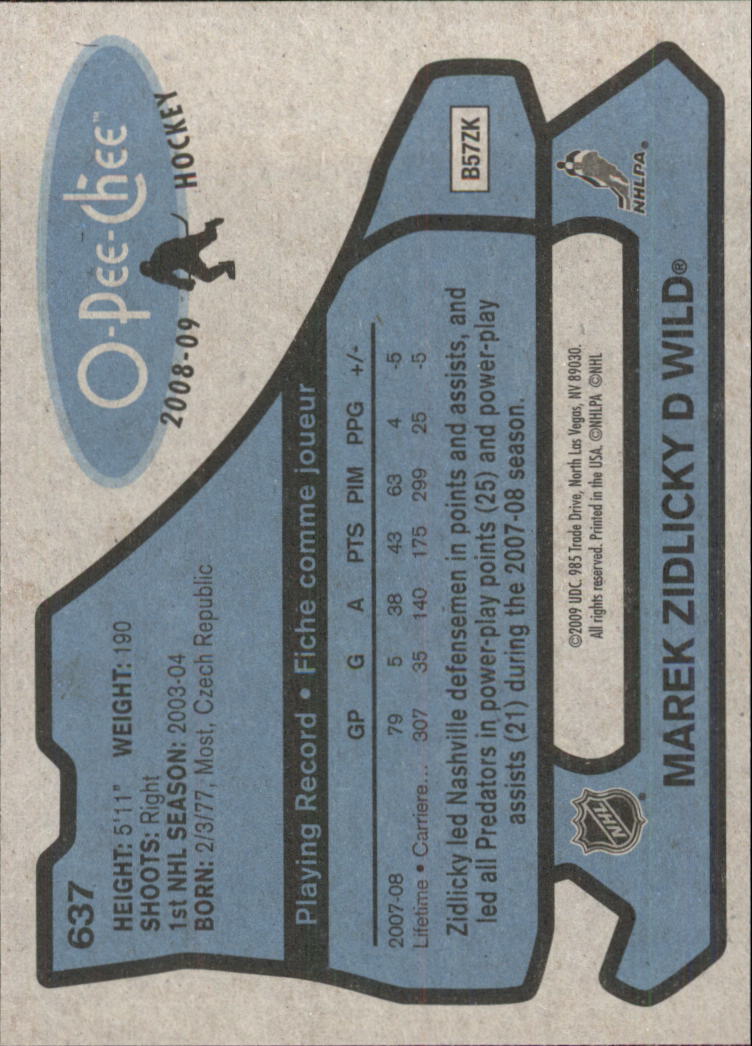 637
O-Pee-Chee™
2008-09 HOCKEY
HEIGHT: 5'11" WEIGHT: 190
SHOOTS: Right
1st NHL SEASON: 2003-04
BORN: 2/3/77, Most, Czech Republic
Playing Record • Fiche comme joueur
GP G A PTS PIM PPG +/-
2007-08 79 5 38 43 63 4 -5
Lifetime • Carriere... 307 35 140 175 299 25 -5
Zidlicky led Nashville defensemen in points and assists, and
led all Predators in power-play points (25) and power-play
assists (21) during the 2007-08 season.
B57ZK
NHL
©2009 UDC. 985 Trade Drive, North Las Vegas, NV 89030.
All rights reserved. Printed in the USA. ©NHLPA ©NHL
NHLPA®
MAREK ZIDLICKY D WILD®